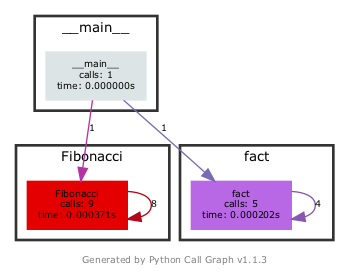 __main__
__main__
calls: 1
time: 0.000000s
1
1
Fibonacci
Fibonacci
calls: 9
time: 0.000371s
8
fact
fact
calls: 5
time: 0.000202s
4
Generated by Python Call Graph v1.1.3